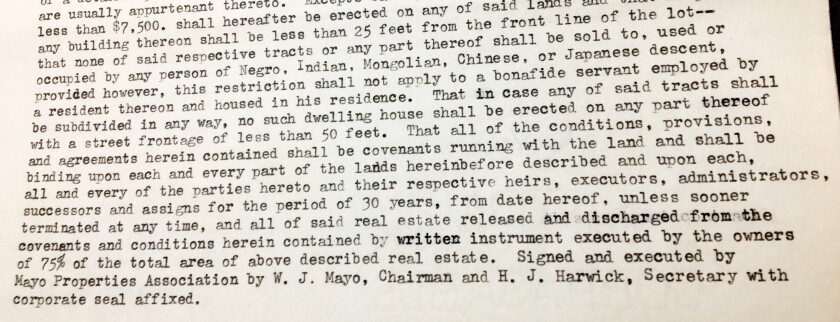 are usually appurtenant thereto.
less than $7,500. shall hereafter be erected on any of said lands and
any building thereon shall be less than 25 feet from the front line of the lot--
that none of said respective tracts or any part thereof shall be sold to, used or
occupied by any person of Negro, Indian, Mongolian, Chinese, or Japanese descent,
provided however, this restriction shall not apply to a bonafide servant employed by
a resident thereon and housed in his residence. That in case any of said tracts shall
be subdivided in any way, no such dwelling house shall be erected on any part thereof
with a street frontage of less than 50 feet. That all of the conditions, provisions,
and agreements herein contained shall be covenants running with the land and shall be
binding upon each and every part of the lands hereinbefore described and upon each,
all and every of the parties hereto and their respective heirs, executors, administrators,
successors and assigns for the period of 30 years, from date hereof, unless sooner
terminated at any time, and all of said real estate released and discharged from the
covenants and conditions herein contained by written instrument executed by the owners
of 75% of the total area of above described real estate. Signed and executed by
Mayo Properties Association by W. J. Mayo, Chairman and H. J. Harwick, Secretary with
corporate seal affixed.